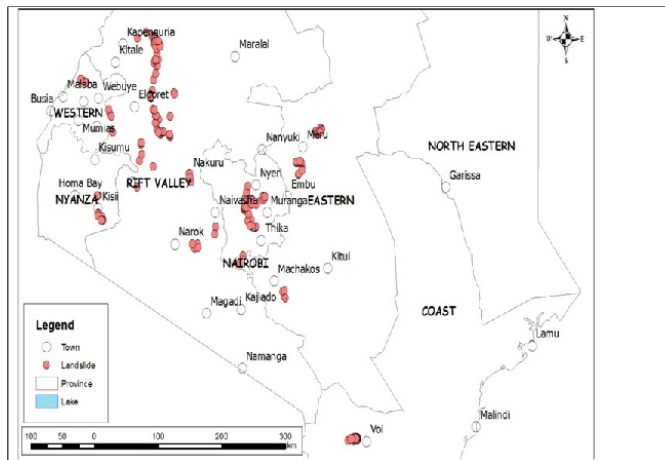 N
W E
S
Kapenguria
Kitale
Maralal
Malaba
Webuye
Eldoret
Busia
WESTERN
Mumias
Nanyuki
Meru
NORTH EASTERN
Kisumu
Nakuru
Garissa
RIFT VALLEY
Nyeri
Embu
Homa Bay
NYANZA
Kisii
Naivasha
Muranga
EASTERN
Narok
Thika
NAIROBI
Kitui
Machakos
Magadi
Kajiado
COAST
Legend
Town
Landslide
Province
Lake
Lamu
Namanga
Malindi
Voi
100 50 0 100 200 300
km